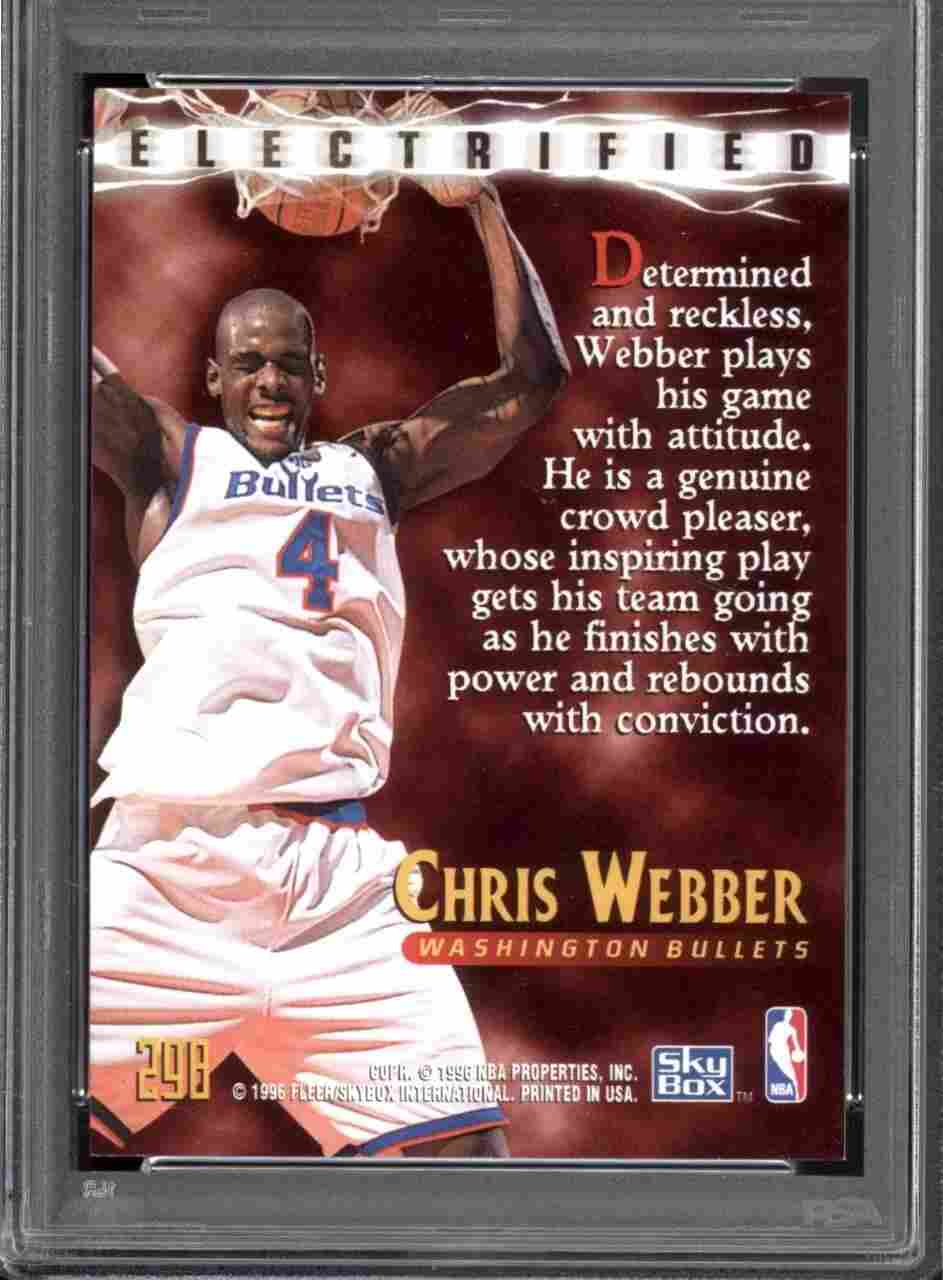 ELECTRIFIED
Determined
and reckless,
Webber plays
his game
with attitude.
He is a genuine
crowd pleaser,
whose inspiring play
gets his team going
as he finishes with
power and rebounds
with conviction.
Bullets
4
CHRIS WEBBER
WASHINGTON BULLETS
298
COPR. © 1996 NBA PROPERTIES, INC.
© 1996 FLEER/SKYBOX INTERNATIONAL. PRINTED IN USA.
SKY
BOX TM
NBA
PSA